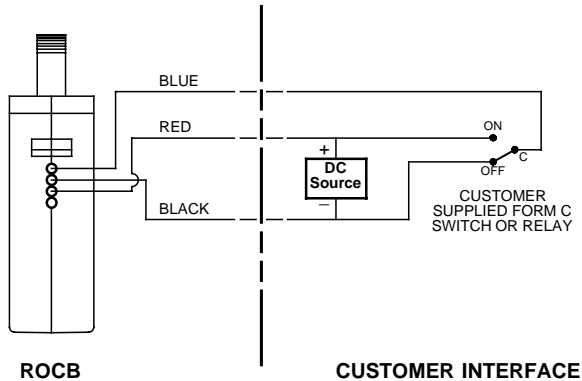 BLUE
RED
ON
+
DC
Source
–
C
OFF
BLACK
CUSTOMER
SUPPLIED FORM C
SWITCH OR RELAY
ROCB
CUSTOMER INTERFACE